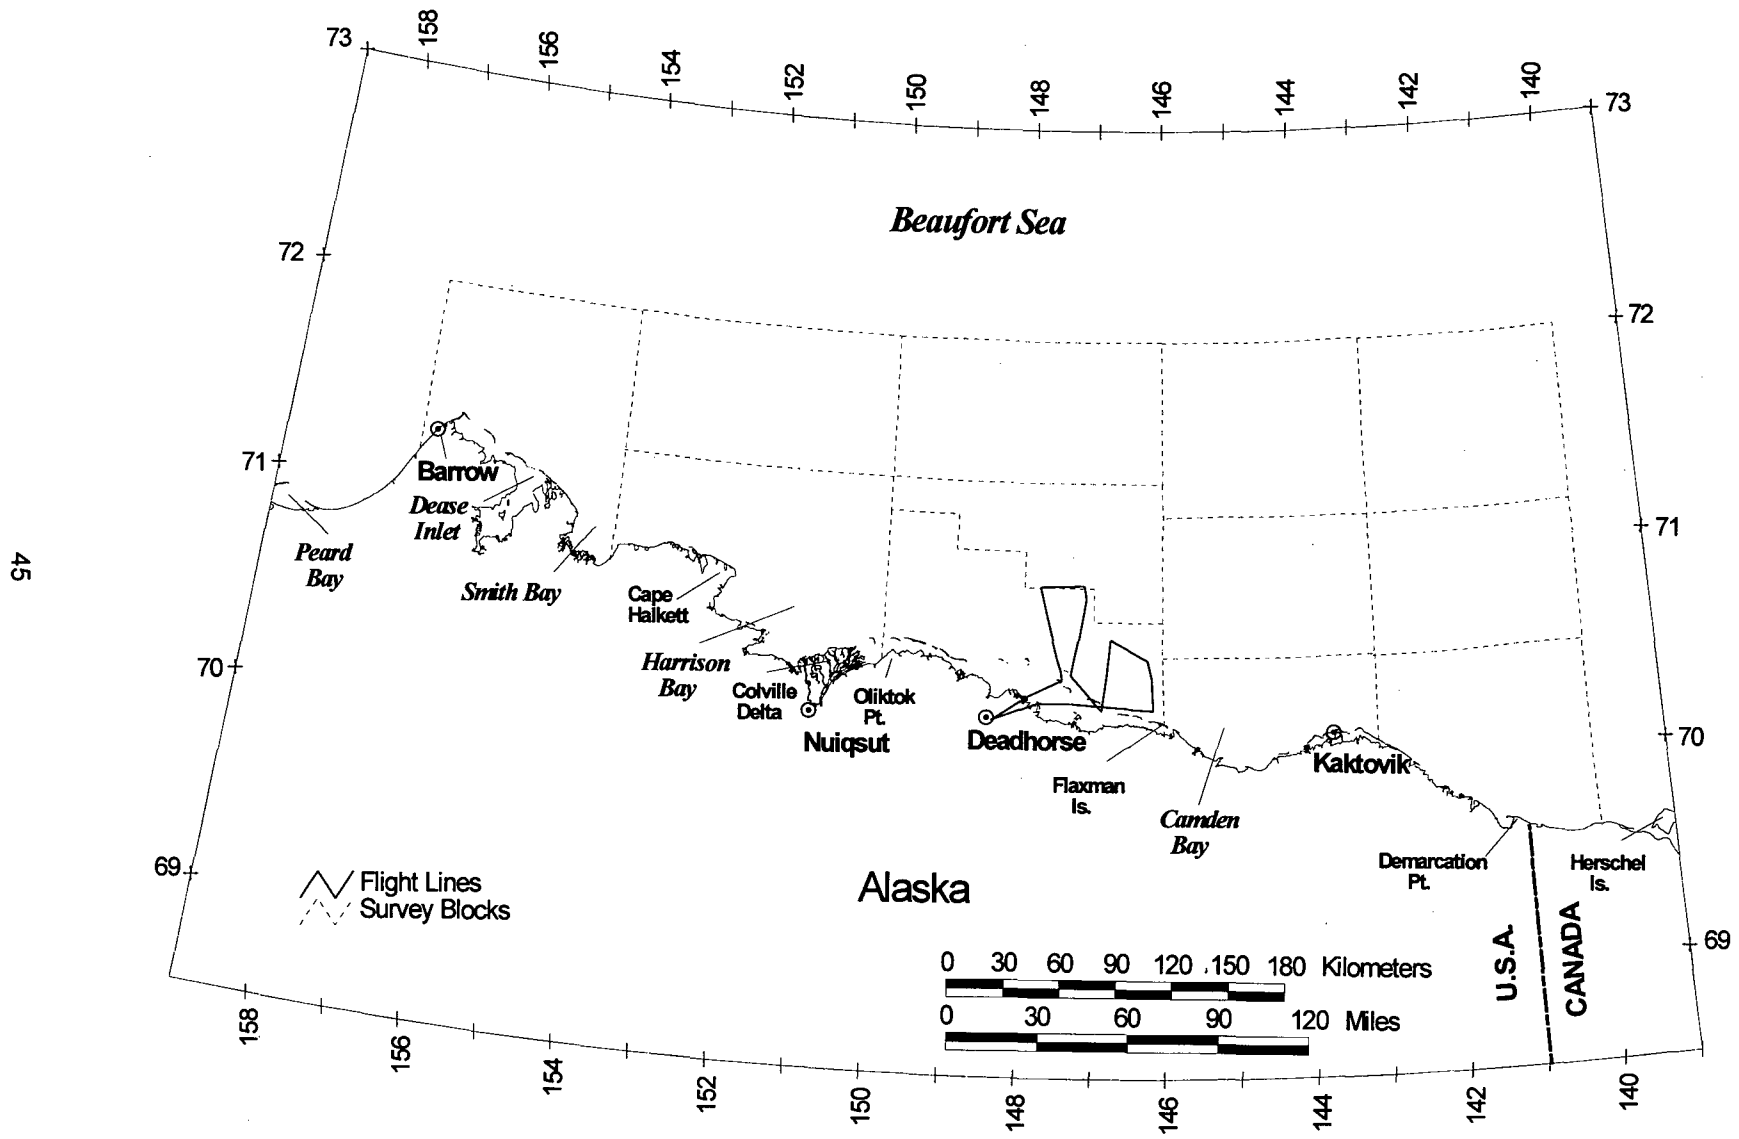 158
156
154
152
150
148
146
144
142
140
73
73
Beaufort Sea
72
72
71
71
Barrow
Dease
Inlet
Peard
Bay
Smith Bay
Cape
Halkett
Harrison
Bay
Colville
Delta
Oliktok
Pt.
Nuiqsut
Deadhorse
Flaxman
Is.
Camden
Bay
Kaktovik
70
70
Demarcation
Pt.
Herschel
Is.
69
69
Flight Lines
Survey Blocks
Alaska
U.S.A.
CANADA
0 30 60 90 120 150 180 Kilometers
0 30 60 90 120 Miles
158
156
154
152
150
148
146
144
142
140
45